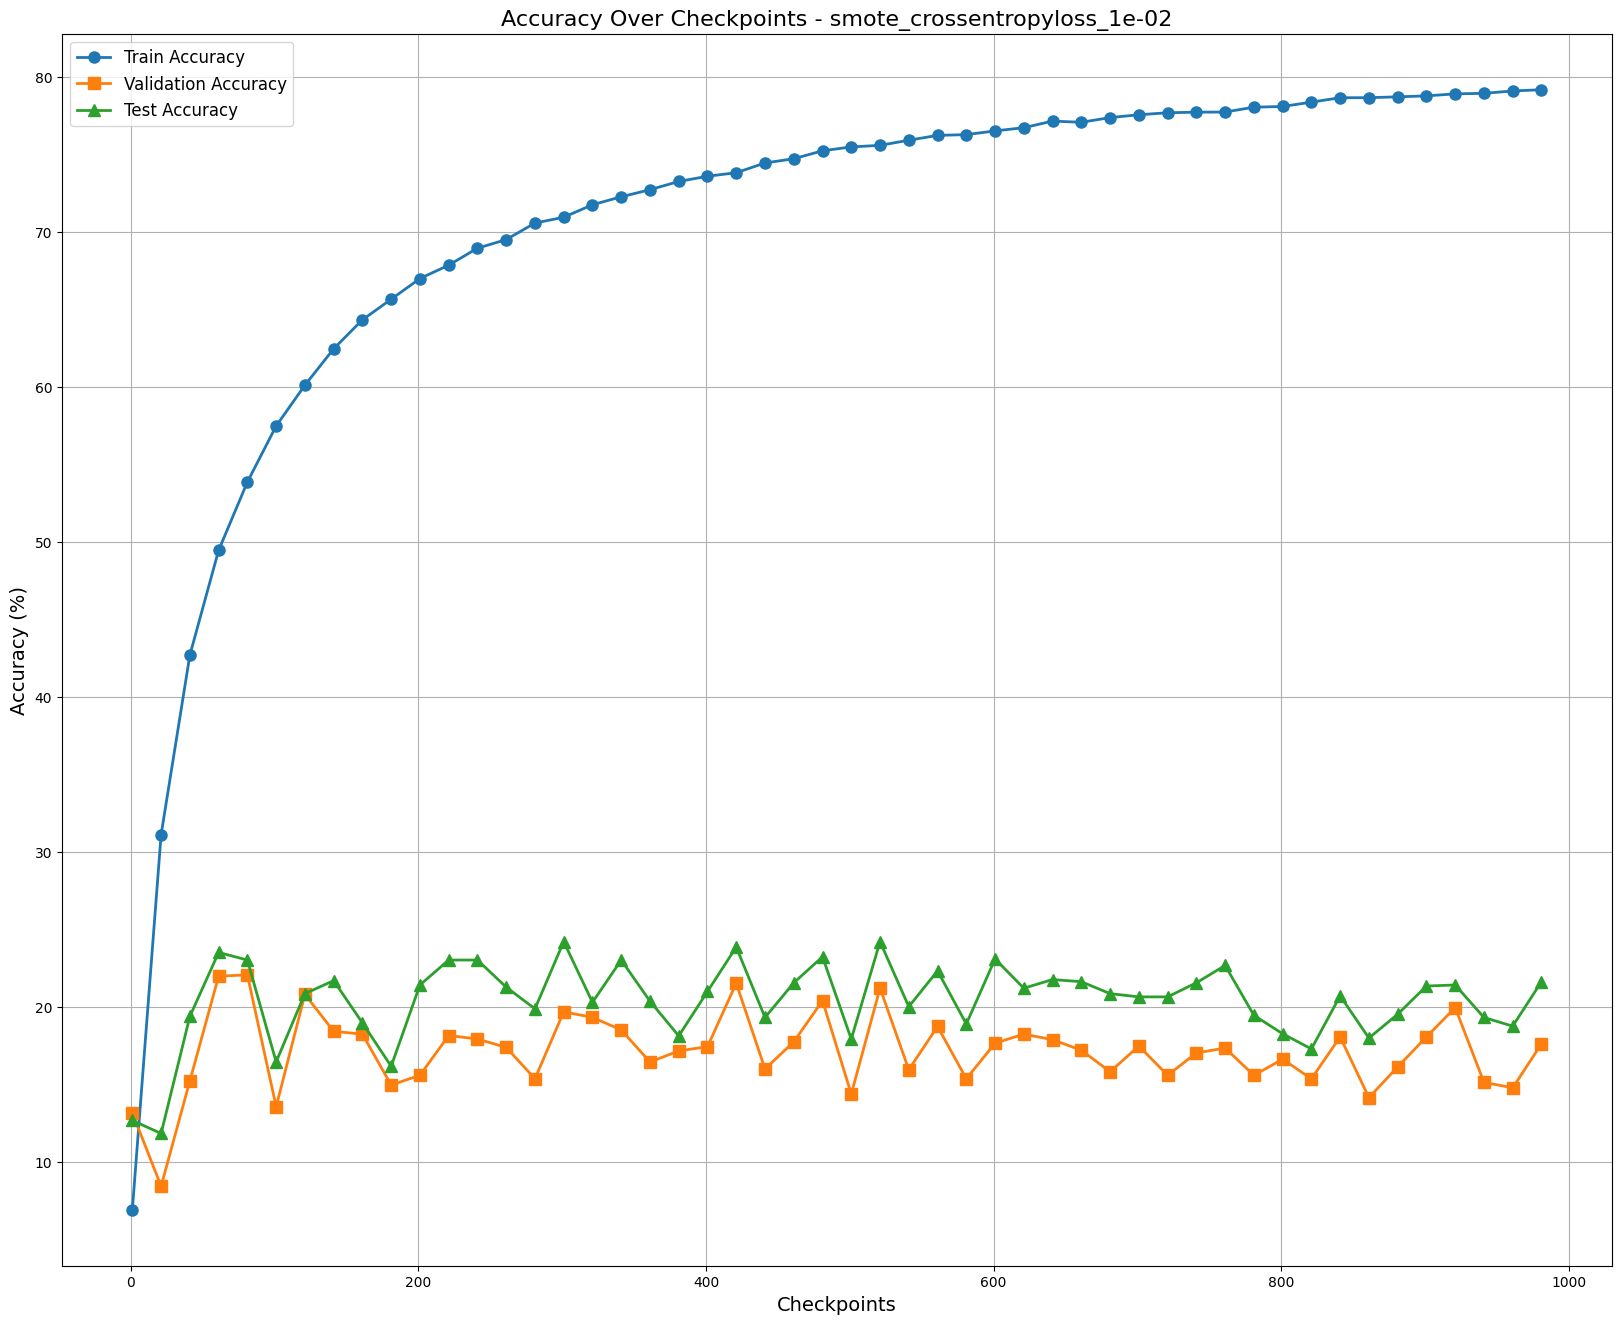 Accuracy Over Checkpoints - smote_crossentropyloss_1e-02
Train Accuracy
Validation Accuracy
Test Accuracy
Accuracy (%)
80
70
60
50
40
30
20
10
0 200 400 600 800 1000
Checkpoints